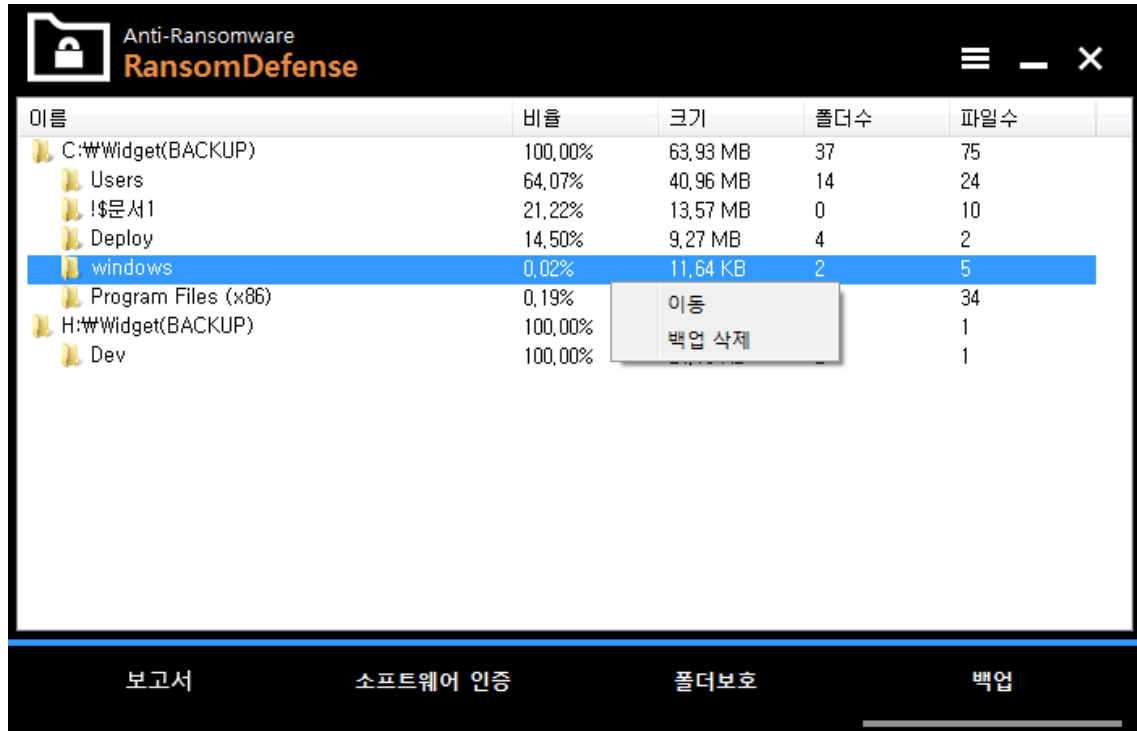 Anti-Ransomware
RansomDefense
이름 비율 크기 폴더수 파일수
C:₩Widget(BACKUP) 100,00% 63,93 MB 37 75
Users 64,07% 40,96 MB 14 24
!$문서1 21,22% 13,57 MB 0 10
Deploy 14,50% 9,27 MB 4 2
windows 0,02% 11,64 KB 2 5
Program Files (x86) 0,19% 34
이동
H:₩Widget(BACKUP) 100,00% 1
백업 삭제
Dev 100,00% 1
보고서 소프트웨어 인증 폴더보호 백업